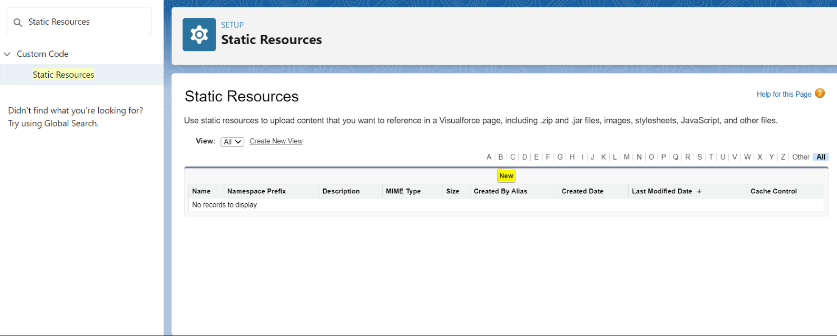 Static Resources
Custom Code
Static Resources
Didn't find what you're looking for?
Try using Global Search.
SETUP
Static Resources
Static Resources
Help for this Page ?
Use static resources to upload content that you want to reference in a Visualforce page, including .zip and .jar files, images, stylesheets, JavaScript, and other files.
View: All Create New View
A | B | C | D | E | F | G | H | I | J | K | L | M | N | O | P | Q | R | S | T | U | V | W | X | Y | Z | Other All
New
Name Namespace Prefix Description MIME Type Size Created By Alias Created Date Last Modified Date ↓ Cache Control
No records to display.